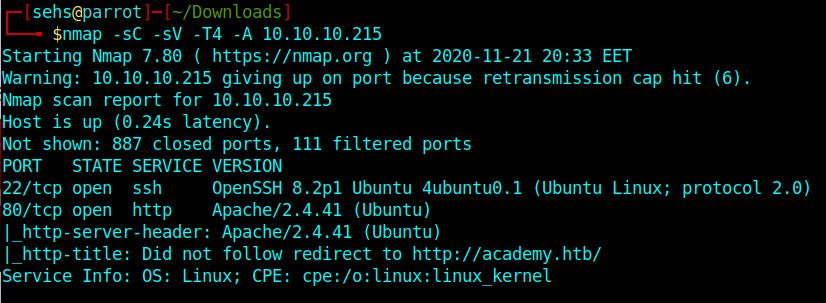 ┌─[sehs@parrot]─[~/Downloads]
└──╼ $nmap -sC -sV -T4 -A 10.10.10.215
Starting Nmap 7.80 ( https://nmap.org ) at 2020-11-21 20:33 EET
Warning: 10.10.10.215 giving up on port because retransmission cap hit (6).
Nmap scan report for 10.10.10.215
Host is up (0.24s latency).
Not shown: 887 closed ports, 111 filtered ports
PORT   STATE SERVICE VERSION
22/tcp open  ssh     OpenSSH 8.2p1 Ubuntu 4ubuntu0.1 (Ubuntu Linux; protocol 2.0)
80/tcp open  http    Apache/2.4.41 (Ubuntu)
|_http-server-header: Apache/2.4.41 (Ubuntu)
|_http-title: Did not follow redirect to http://academy.htb/
Service Info: OS: Linux; CPE: cpe:/o:linux:linux_kernel